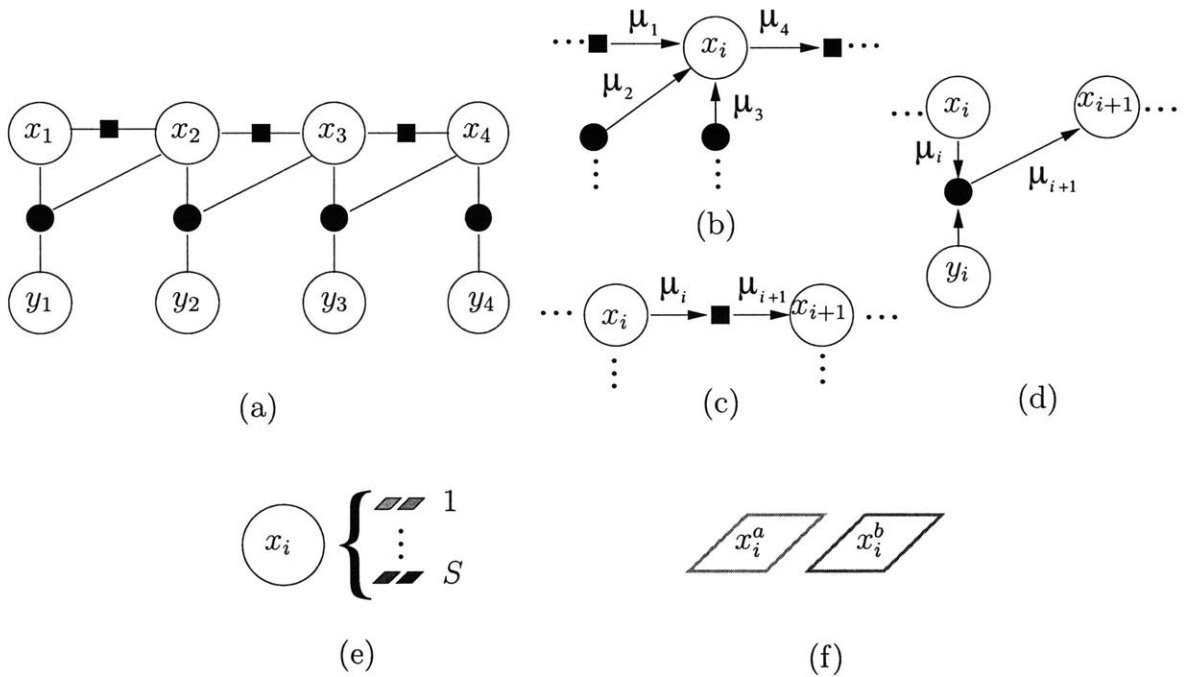 x₁ x₂ x₃ x₄
y₁ y₂ y₃ y₄
(a)
··· μ₁ xᵢ μ₄ ···
μ₂ μ₃
(b)
··· xᵢ μᵢ μᵢ₊₁ xᵢ₊₁ ···
(c)
··· xᵢ xᵢ₊₁ ···
μᵢ μᵢ₊₁
yᵢ
(d)
xᵢ { 1
S
(e)
xᵢᵃ xᵢᵇ
(f)